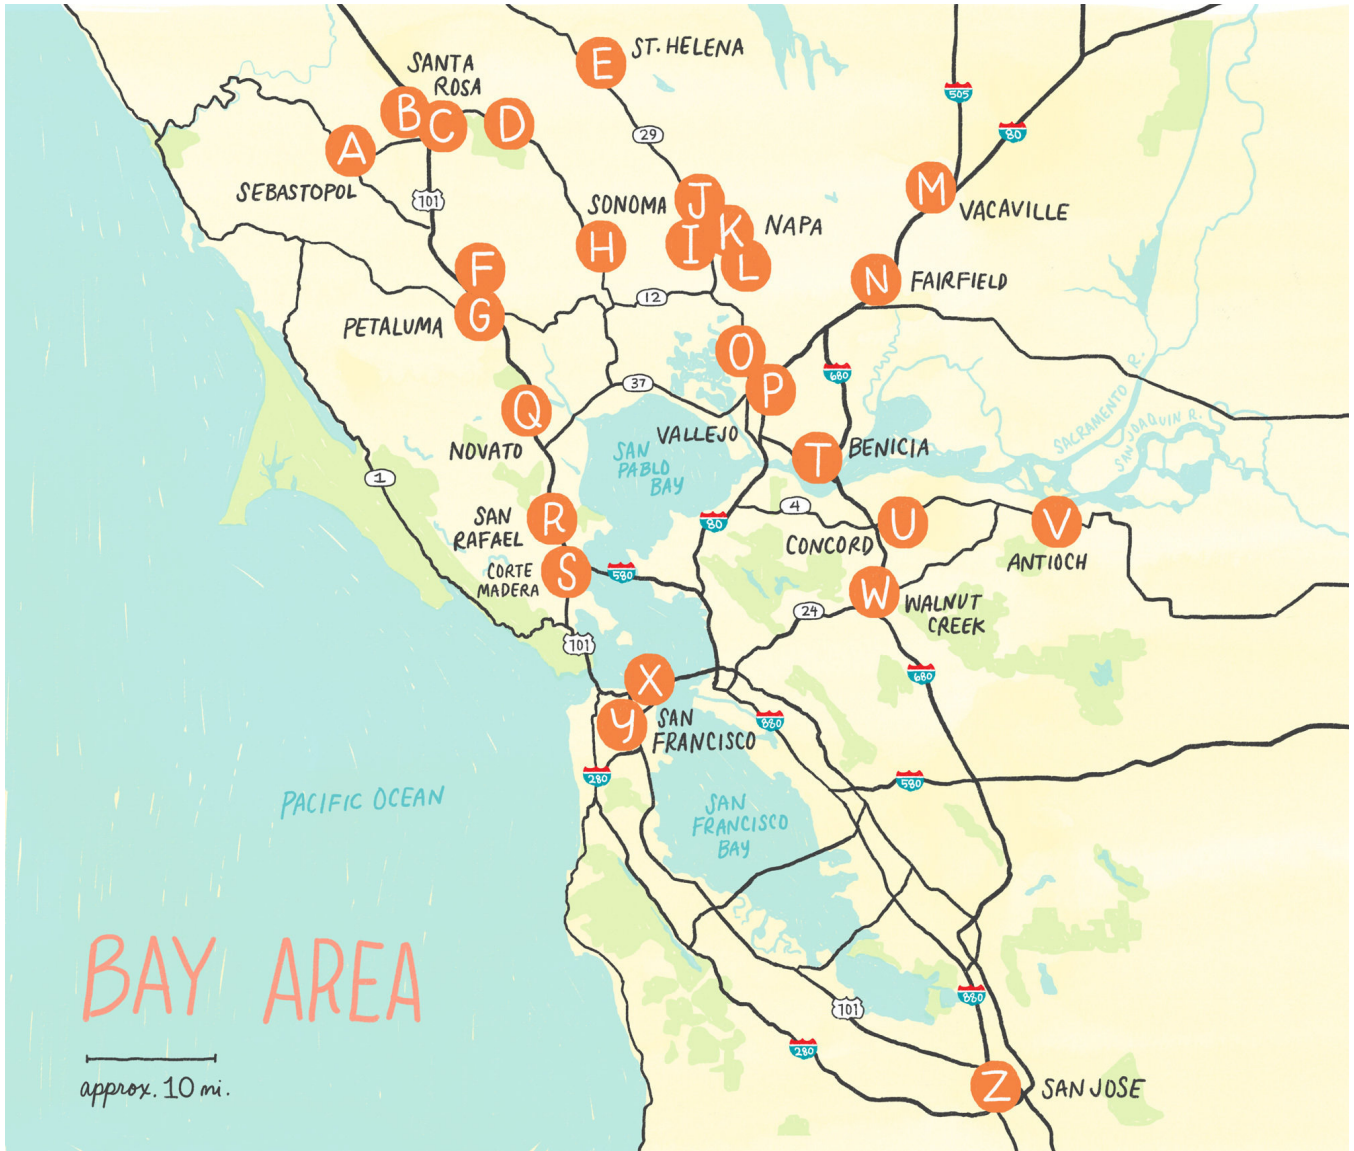 E
ST. HELENA
SANTA
ROSA
505
B
C
D
80
29
A
SEBASTOPOL
101
M
VACAVILLE
J
SONOMA
K
NAPA
I
H
L
F
N
FAIRFIELD
12
G
PETALUMA
O
P
680
37
SACRAMENTO R.
SAN JOAQUIN R.
Q
NOVATO
VALLEJO
T
BENICIA
SAN
PABLO
BAY
1
4
80
R
SAN
RAFAEL
U
CONCORD
V
ANTIOCH
S
CORTE
MADERA
580
W
WALNUT
CREEK
24
101
680
X
Y
SAN
FRANCISCO
880
280
580
PACIFIC OCEAN
SAN
FRANCISCO
BAY
BAY AREA
880
101
280
approx. 10 mi.
Z
SAN JOSE